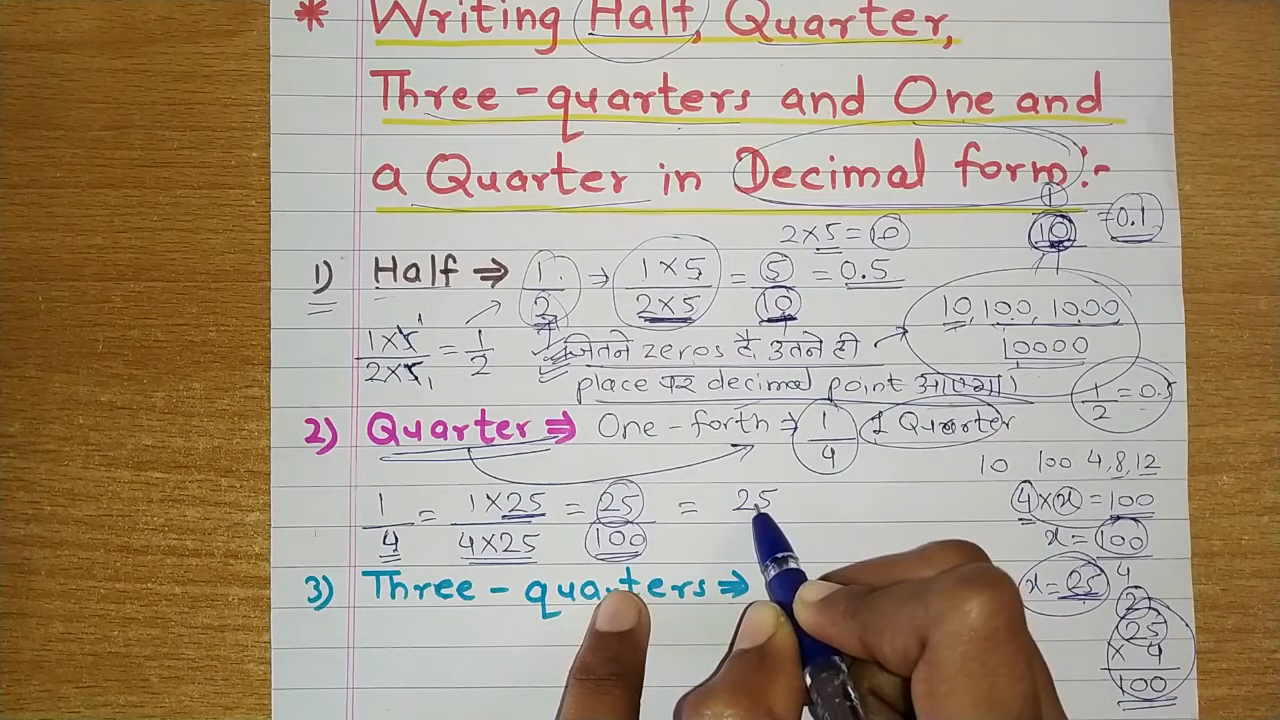 * Writing Half, Quarter,
Three-quarters and One and
a Quarter in Decimal form:-
1/10 = 0.1
2×5=10
1) Half ⇒ 1/2 → 1×5/2×5 = 5/10 = 0.5
10, 100, 1000
10000
1×5/2×5 = 1/2
जितने zeros है उतने ही
place पर decimal point आएगा।
1/2 = 0.5
2) Quarter ⇒ One-forth ⇒ 1/4 1 Quarter
10 100 4,8,12
1/4 = 1×25/4×25 = 25/100 = 25
4×x=100
x=100/4
x=25
3) Three-quarters ⇒
2
25
× 4
100